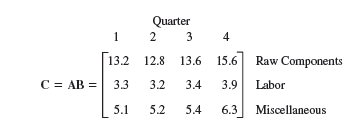 Quarter
1 2 3 4
13.2 12.8 13.6 15.6 Raw Components
C = AB = 3.3 3.2 3.4 3.9 Labor
5.1 5.2 5.4 6.3 Miscellaneous